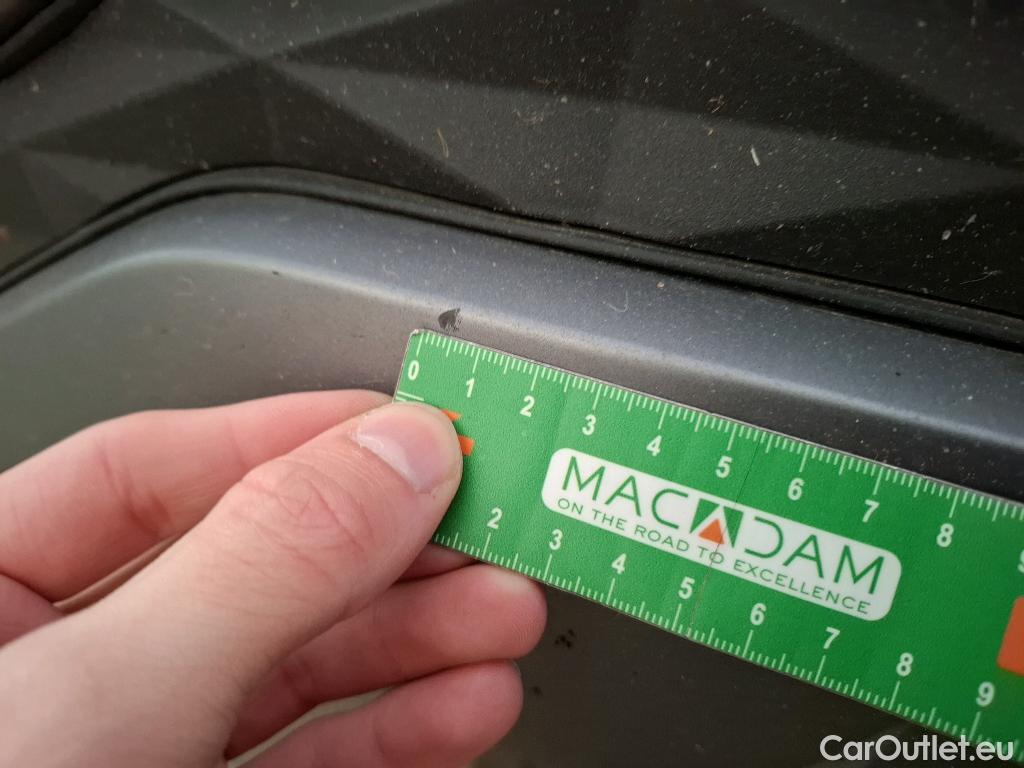 0 1 2 3 4 5 6 7 8 9
MACADAM
ON THE ROAD TO EXCELLENCE
2 3 4 5 6 7 8 9
CarOutlet.eu